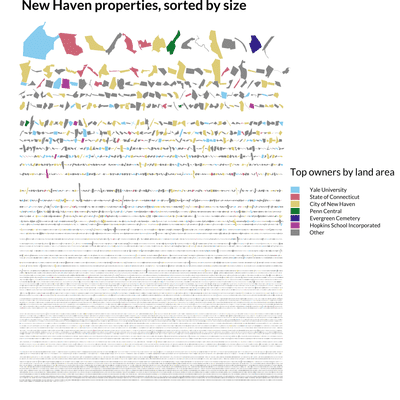 New Haven properties, sorted by size
Top owners by land area
Yale University
State of Connecticut
City of New Haven
Penn Central
Evergreen Cemetery
Hopkins School Incorporated
Other